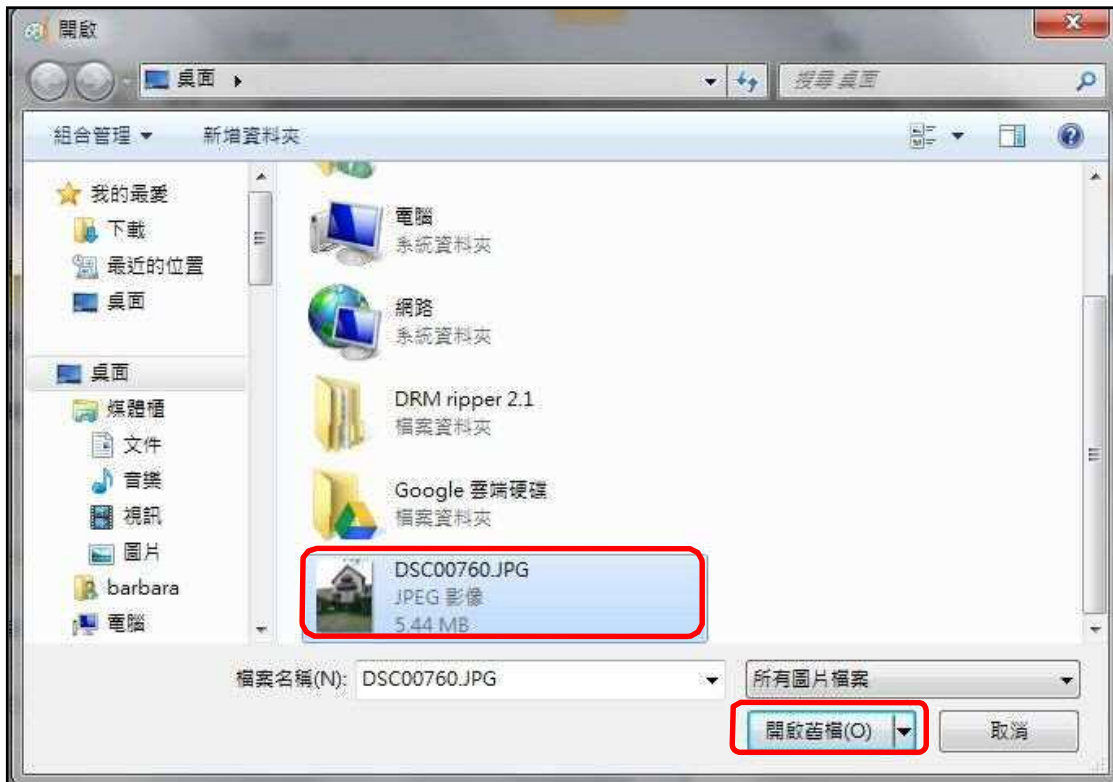 開啟
桌面
搜尋 桌面
組合管理
新增資料夾
我的最愛
下載
最近的位置
桌面
桌面
媒體櫃
文件
音樂
視訊
圖片
barbara
電腦
電腦
系統資料夾
網路
系統資料夾
DRM ripper 2.1
檔案資料夾
Google 雲端硬碟
檔案資料夾
DSC00760.JPG
JPEG 影像
5.44 MB
檔案名稱(N):
DSC00760.JPG
所有圖片檔案
開啟舊檔(O)
取消